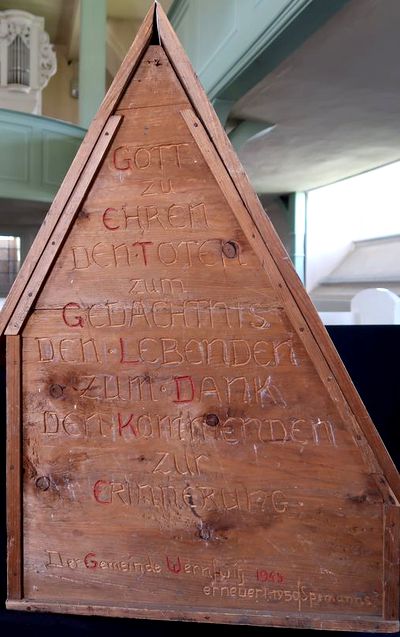 GOTT
zu
EHREN
DEN·TOTEN
zum
GEDÄCHTNIS
DEN·LEBENDEN
ZUM·DANK
DEN KOMMENDEN
zur
ERINNERUNG
Der Gemeinde Wernswig
erneuert 1950